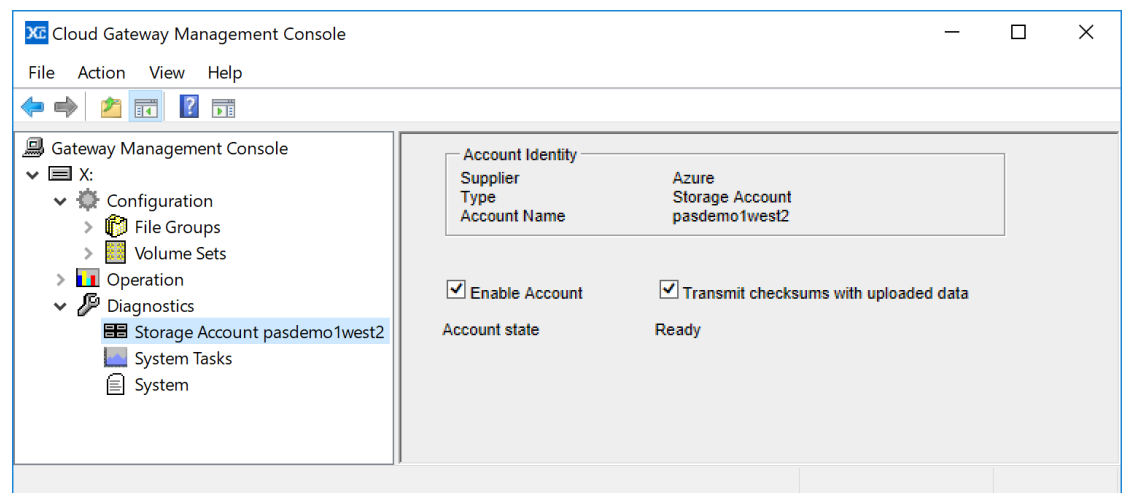 XC Cloud Gateway Management Console
File Action View Help
Gateway Management Console
X:
Configuration
File Groups
Volume Sets
Operation
Diagnostics
Storage Account pasdemo1west2
System Tasks
System
Account Identity
Supplier Azure
Type Storage Account
Account Name pasdemo1west2
Enable Account Transmit checksums with uploaded data
Account state Ready